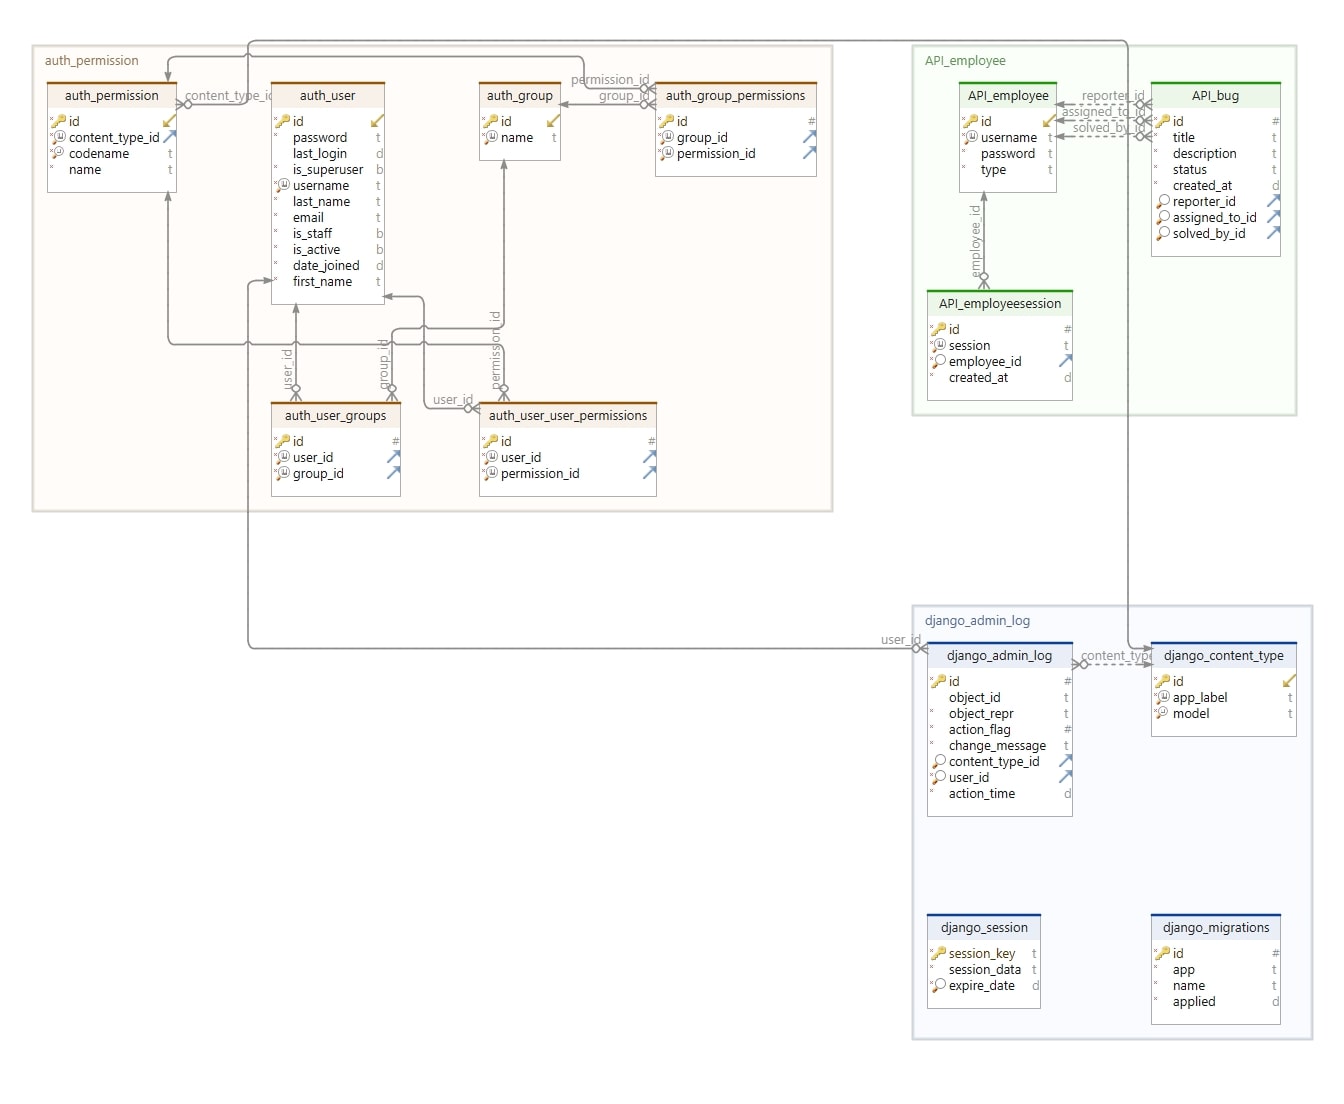 auth_permission
auth_permission
id
content_type_id
codename t
name t
content_type_id
auth_user
id
password t
last_login d
is_superuser b
username t
last_name t
email t
is_staff b
is_active b
date_joined d
first_name t
auth_group
id
name t
permission_id
group_id
auth_group_permissions
id #
group_id
permission_id
user_id
group_id
permission_id
user_id
auth_user_groups
id #
user_id
group_id
auth_user_user_permissions
id #
user_id
permission_id
API_employee
API_employee
id
username t
password t
type t
reporter_id
assigned_to_id
solved_by_id
API_bug
id #
title t
description t
status t
created_at d
reporter_id
assigned_to_id
solved_by_id
employee_id
API_employeesession
id #
session t
employee_id
created_at d
django_admin_log
user_id
django_admin_log
id #
object_id t
object_repr t
action_flag #
change_message t
content_type_id
user_id
action_time d
content_type
django_content_type
id
app_label t
model t
django_session
session_key t
session_data t
expire_date d
django_migrations
id #
app t
name t
applied d